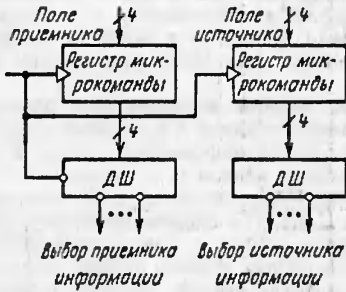 Поле приемника
4
Поле источника
4
Регистр мик-
рокоманды
Регистр мик-
рокоманды
4
4
ДШ
ДШ
Выбор приемника
информации
Выбор источника
информации